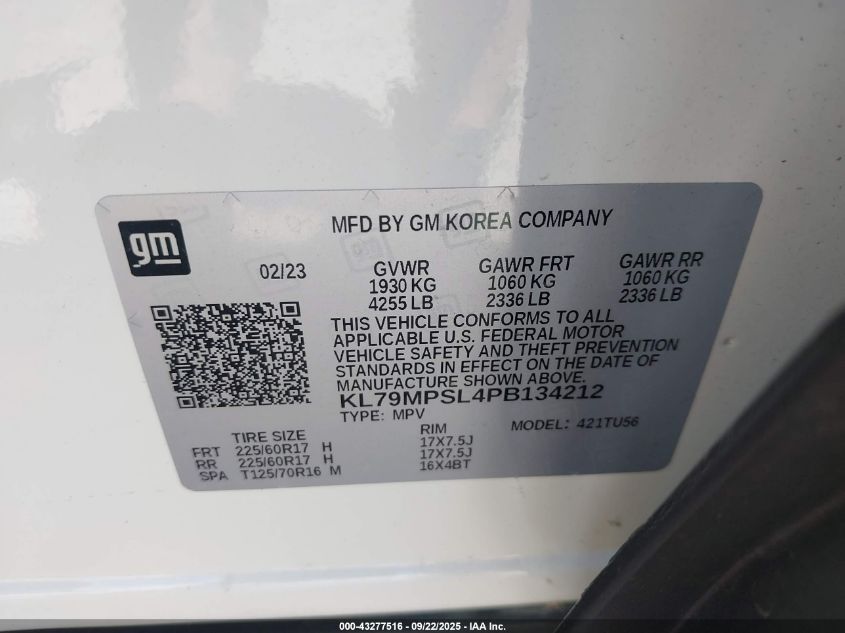 gm
MFD BY GM KOREA COMPANY
02/23 GVWR GAWR FRT GAWR RR
1930 KG 1060 KG 1060 KG
4255 LB 2336 LB 2336 LB
THIS VEHICLE CONFORMS TO ALL
APPLICABLE U.S. FEDERAL MOTOR
VEHICLE SAFETY AND THEFT PREVENTION
STANDARDS IN EFFECT ON THE DATE OF
MANUFACTURE SHOWN ABOVE.
KL79MPSL4PB134212
TYPE: MPV MODEL: 421TU56
TIRE SIZE RIM
FRT 225/60R17 H 17X7.5J
RR 225/60R17 H 17X7.5J
SPA T125/70R16 M 16X4BT
000-43277516 - 09/22/2025 - IAA Inc.